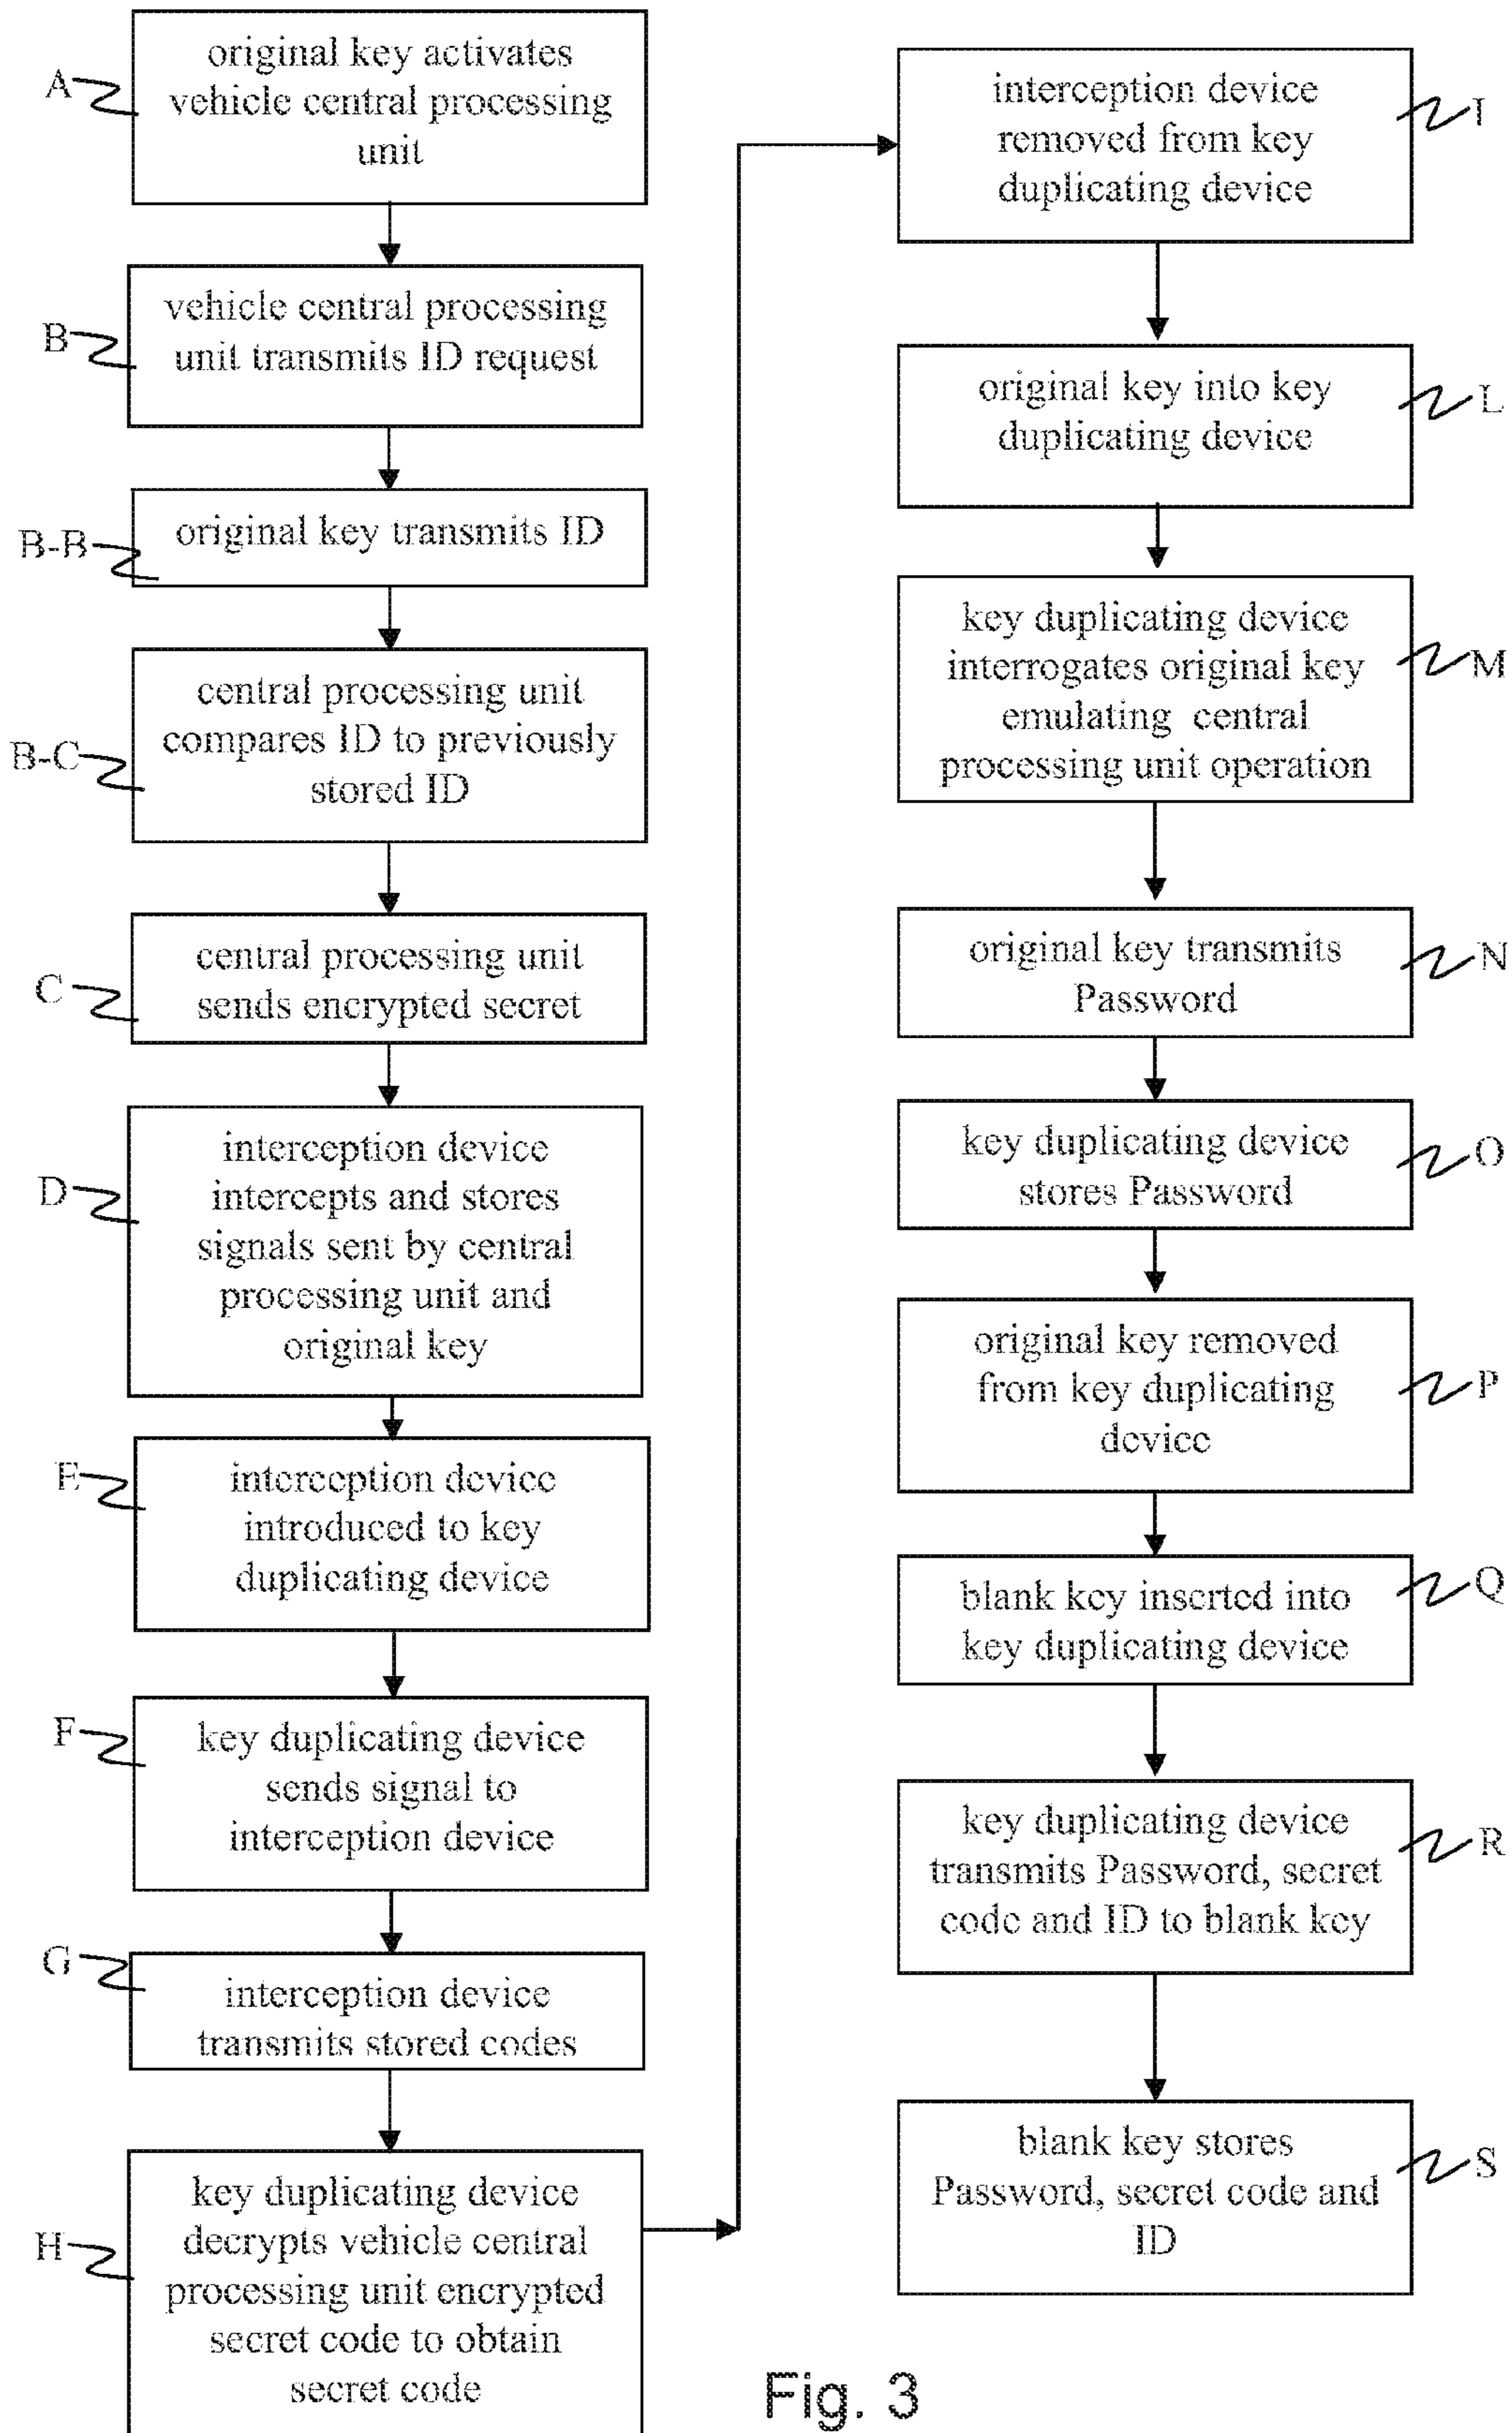 A
original key activates
vehicle central processing
unit
B
vehicle central processing
unit transmits ID request
B-B
original key transmits ID
B-C
central processing unit
compares ID to previously
stored ID
C
central processing unit
sends encrypted secret
D
interception device
intercepts and stores
signals sent by central
processing unit and
original key
E
interception device
introduced to key
duplicating device
F
key duplicating device
sends signal to
interception device
G
interception device
transmits stored codes
H
key duplicating device
decrypts vehicle central
processing unit encrypted
secret code to obtain
secret code
interception device
removed from key
duplicating device
I
original key into key
duplicating device
L
key duplicating device
interrogates original key
emulating central
processing unit operation
M
original key transmits
Password
N
key duplicating device
stores Password
O
original key removed
from key duplicating
device
P
blank key inserted into
key duplicating device
Q
key duplicating device
transmits Password, secret
code and ID to blank key
R
blank key stores
Password, secret code and
ID
S
Fig. 3